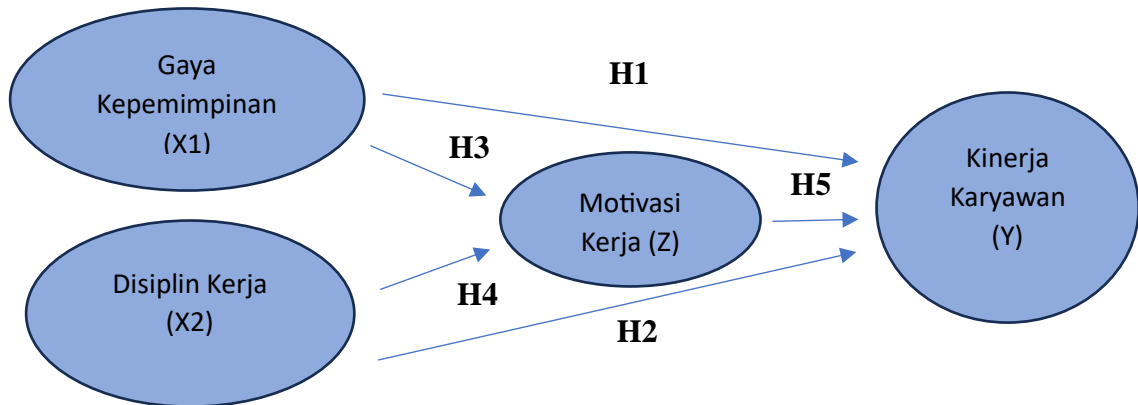 Gaya
Kepemimpinan
(X1)
H1
H3
Motivasi
Kerja (Z)
H5
Kinerja
Karyawan
(Y)
Disiplin Kerja
(X2)
H4
H2